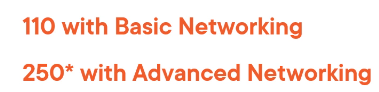 110 with Basic Networking
250* with Advanced Networking